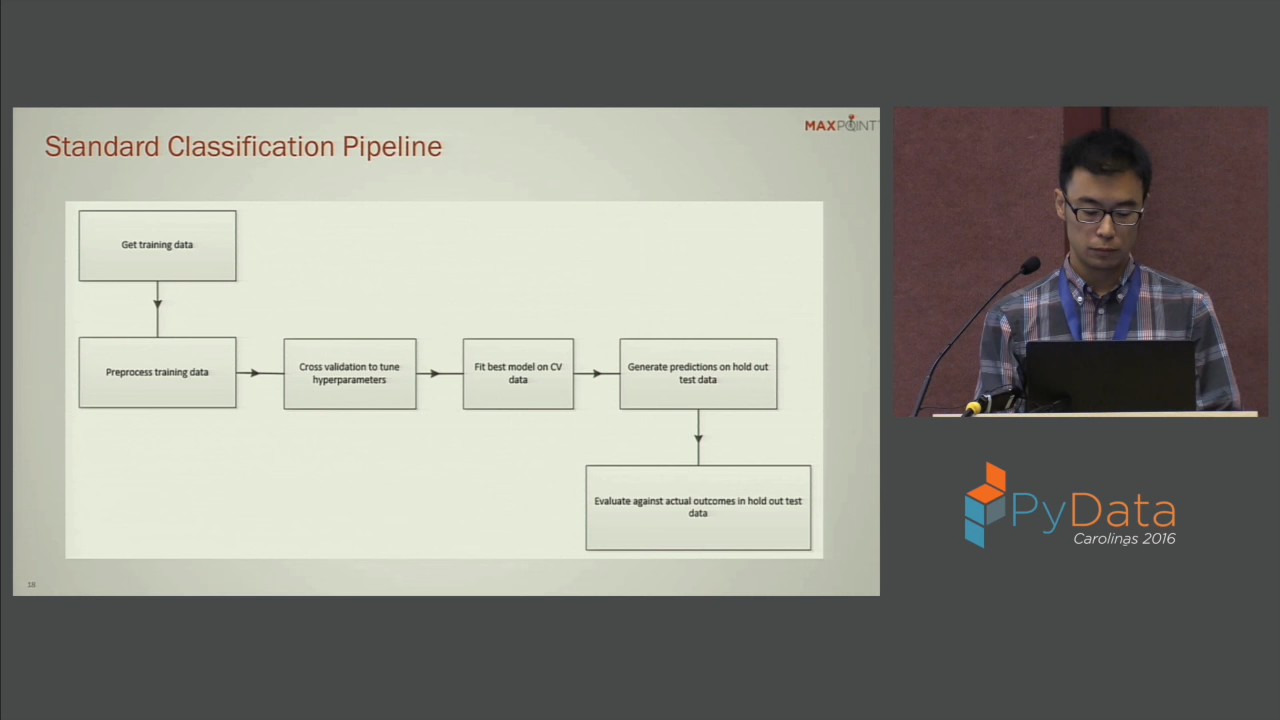 Standard Classification Pipeline
MAXPOINT
Get training data
Preprocess training data
Cross validation to tune
hyperparameters
Fit best model on CV
data
Generate predictions on hold out
test data
Evaluate against actual outcomes in hold out test
data
18
PyData
Carolinas 2016